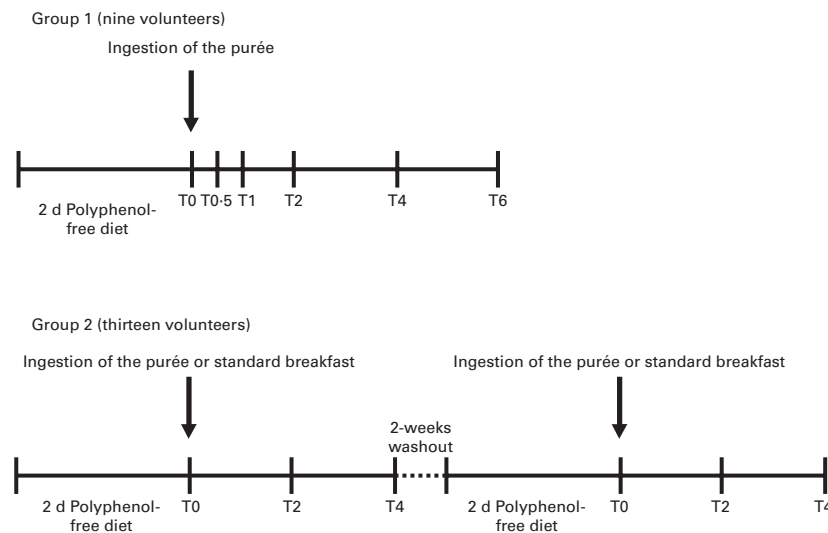 Group 1 (nine volunteers)
Ingestion of the purée
T0 T0·5 T1 T2 T4 T6
2 d Polyphenol-
free diet
Group 2 (thirteen volunteers)
Ingestion of the purée or standard breakfast
Ingestion of the purée or standard breakfast
2-weeks
washout
2 d Polyphenol-
free diet
T0 T2 T4
2 d Polyphenol-
free diet
T0 T2 T4